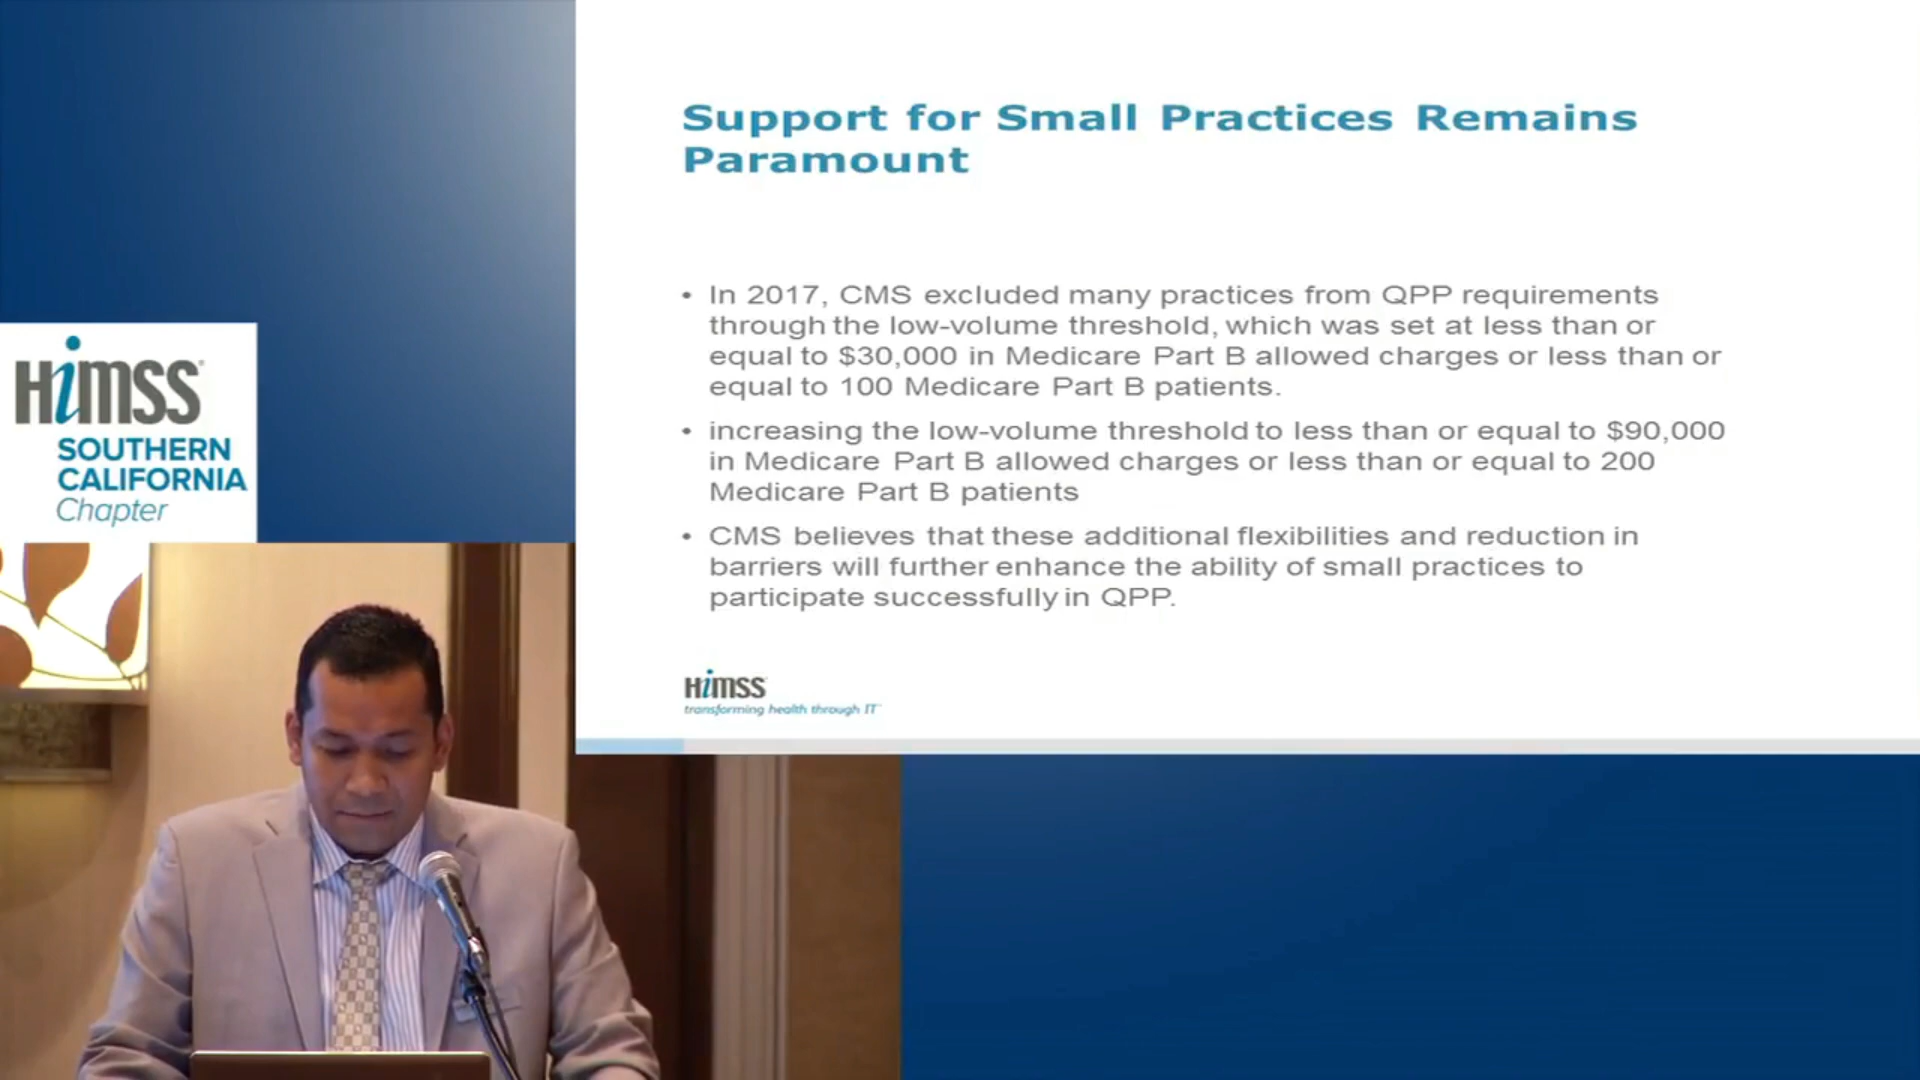 Support for Small Practices Remains
Paramount
• In 2017, CMS excluded many practices from QPP requirements
through the low-volume threshold, which was set at less than or
equal to $30,000 in Medicare Part B allowed charges or less than or
equal to 100 Medicare Part B patients.
• increasing the low-volume threshold to less than or equal to $90,000
in Medicare Part B allowed charges or less than or equal to 200
Medicare Part B patients
• CMS believes that these additional flexibilities and reduction in
barriers will further enhance the ability of small practices to
participate successfully in QPP.
HiMSS
transforming health through IT™
HiMSS®
SOUTHERN
CALIFORNIA
Chapter